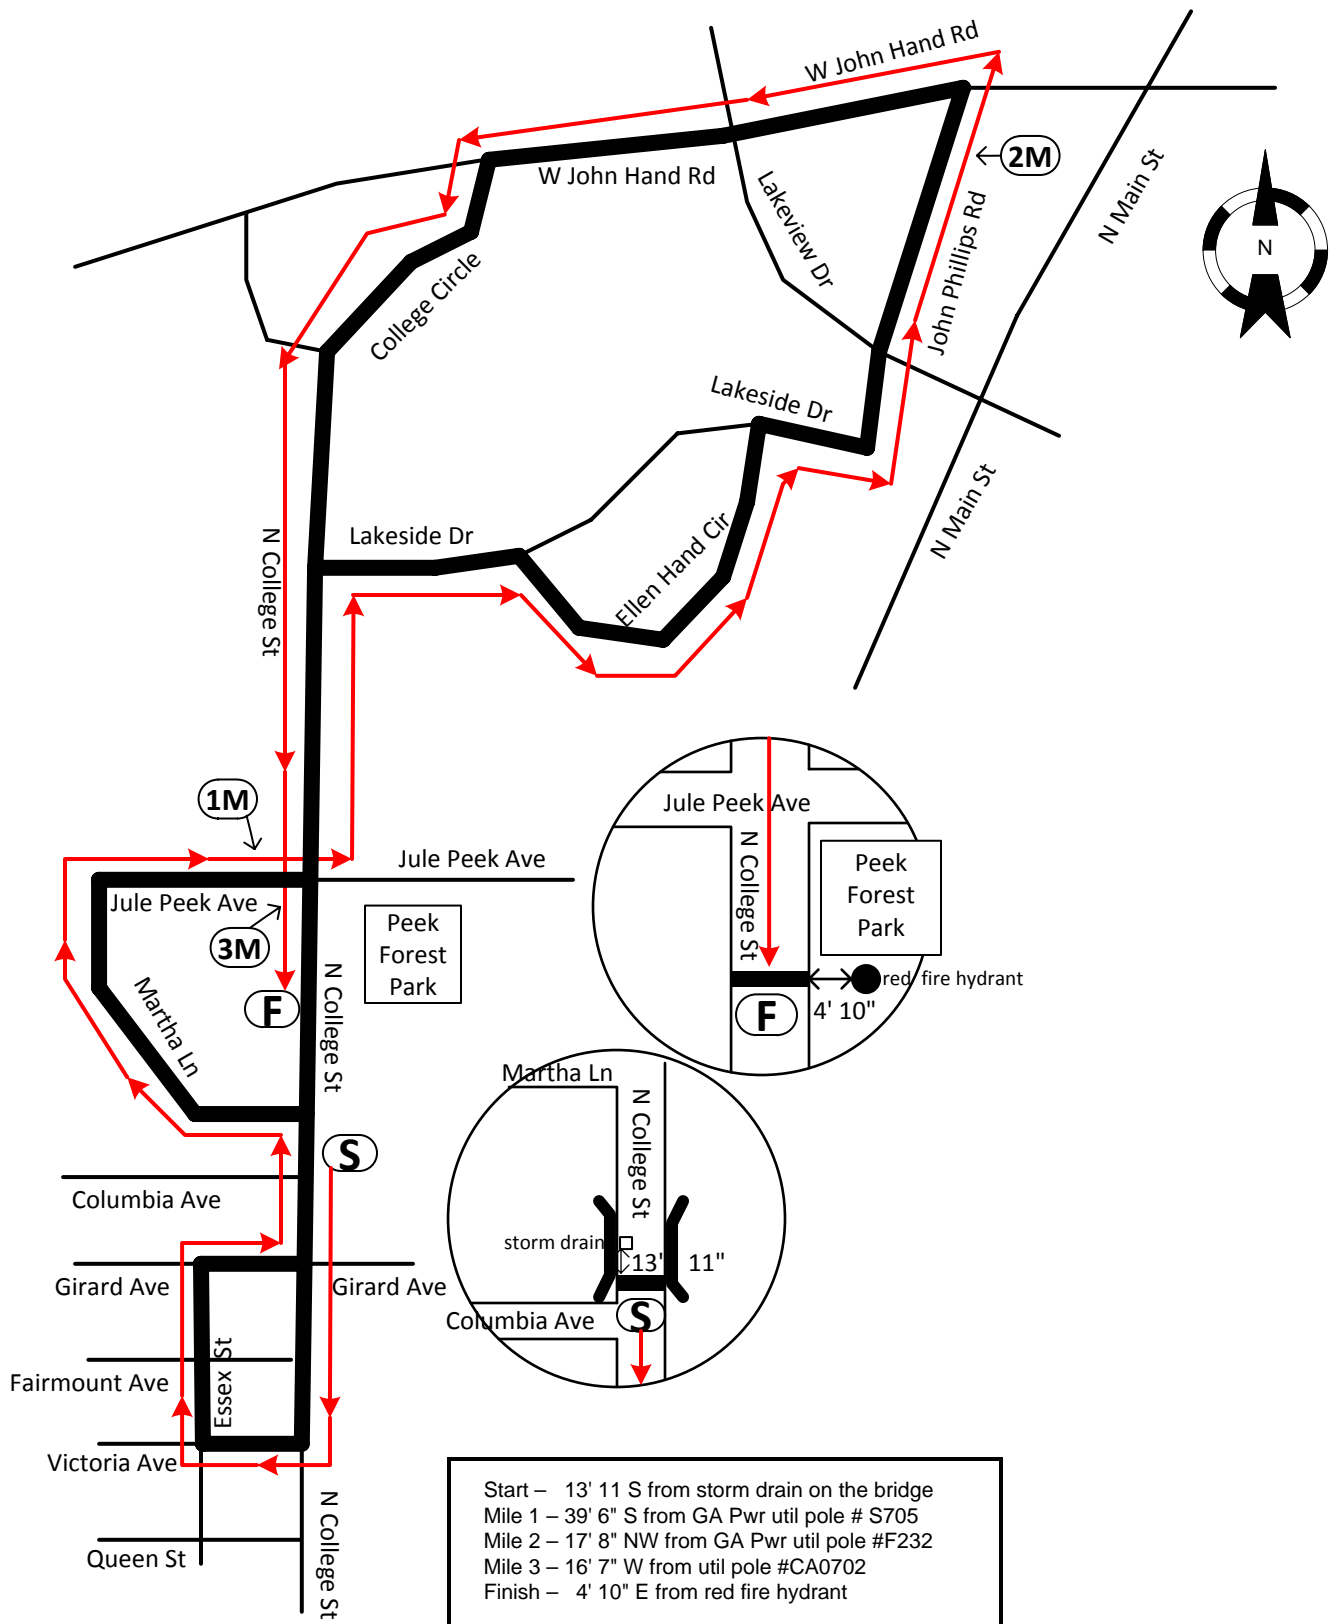 W John Hand Rd
W John Hand Rd
2M
Lakeview Dr
John Phillips Rd
N Main St
N
College Circle
Lakeside Dr
N Main St
N College St
Lakeside Dr
Ellen Hand Cir
1M
Jule Peek Ave
Jule Peek Ave
3M
Peek
Forest
Park
F
Martha Ln
N College St
S
Columbia Ave
Girard Ave
Girard Ave
Essex St
Fairmount Ave
Victoria Ave
N College St
Queen St
Jule Peek Ave
N College St
Peek
Forest
Park
red fire hydrant
F
4' 10"
Martha Ln
N College St
storm drain
13' 11"
Columbia Ave
S
Start – 13' 11 S from storm drain on the bridge
Mile 1 – 39' 6" S from GA Pwr util pole # S705
Mile 2 – 17' 8" NW from GA Pwr util pole #F232
Mile 3 – 16' 7" W from util pole #CA0702
Finish – 4' 10" E from red fire hydrant